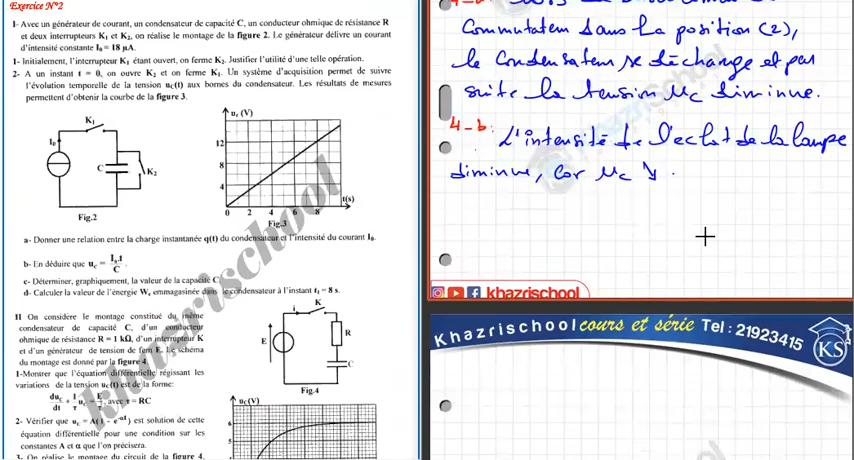 Exercice N°2
1- Avec un générateur de courant, un condensateur de capacité C, un conducteur ohmique de résistance R
et deux interrupteurs K₁ et K₂, on réalise le montage de la figure 2. Le générateur délivre un courant
d'intensité constante I₀ = 18 µA.
1- Initialement, l'interrupteur K₁ étant ouvert, on ferme K₂. Justifier l'utilité d'une telle opération.
2- A un instant t = 0, on ouvre K₂ et on ferme K₁. Un système d'acquisition permet de suivre
l'évolution temporelle de la tension uc(t) aux bornes du condensateur. Les résultats de mesures
permettent d'obtenir la courbe de la figure 3.
K₁
I₀
C
K₂
Fig.2
uc (V)
12
8
4
0 2 4 6 8
t(s)
Fig.3
a- Donner une relation entre la charge instantanée q(t) du condensateur et l'intensité du courant I₀.
b- En déduire que uc = I₀.t / C .
c- Déterminer, graphiquement, la valeur de la capacité C
d- Calculer la valeur de l'énergie We emmagasinée dans le condensateur à l'instant t₁ = 8 s.
II On considère le montage constitué du même
condensateur de capacité C, d'un conducteur
ohmique de résistance R = 1 kΩ, d'un interrupteur K
et d'un générateur de tension de fem E. Le schéma
du montage est donné par la figure 4
1-Montrer que l'équation différentielle régissant les
variations de la tension uc(t) est de la forme:
duc/dt + 1/τ uc = E/τ, avec τ = RC
2- Vérifier que uc = A(1 - e^-αt) est solution de cette
équation différentielle pour une condition sur les
constantes A et α que l'on précisera.
3- On réalise le montage du circuit de la figure 4,
i
K
E
R
C
Fig.4
uc(V)
6
5
khazrischool
Commutateur dans la position (2),
le Condensateur se décharge et par
suite la tension uc diminue.
4-b:
L'intensité de l'éclat de la lampe
diminue, car uc ↘ .
khazrischool
Khazrischool cours et série Tel : 21923415
KS